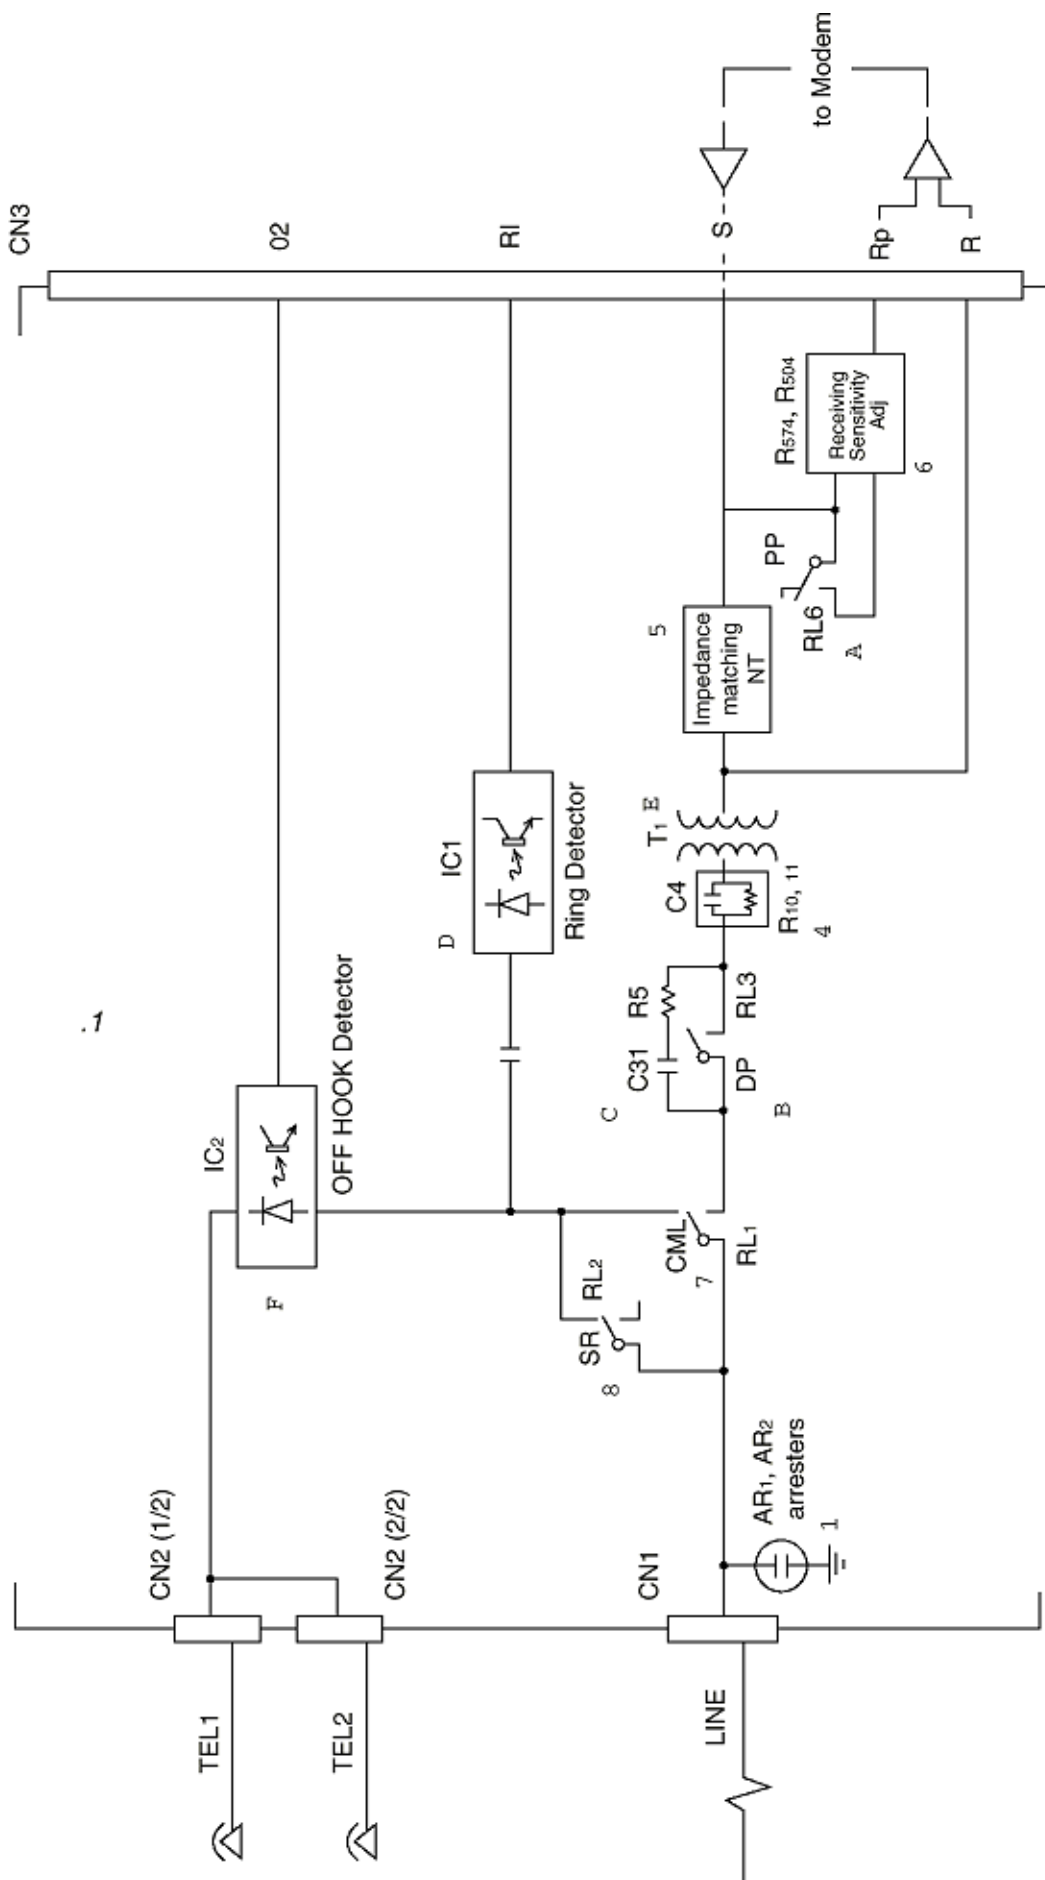 TEL1
TEL2
LINE
CN2 (1/2)
CN2 (2/2)
CN1
AR1, AR2
arresters
1
F
IC2
OFF HOOK Detector
.1
SR
RL2
8
CML
7
RL1
D
IC1
Ring Detector
C
C31
R5
DP
RL3
B
C4
R10, 11
4
T1
E
5
Impedance
matching
NT
PP
RL6
A
R574, R504
Receiving
Sensitivity
Adj
6
CN3
02
RI
S
Rp
R
to Modem